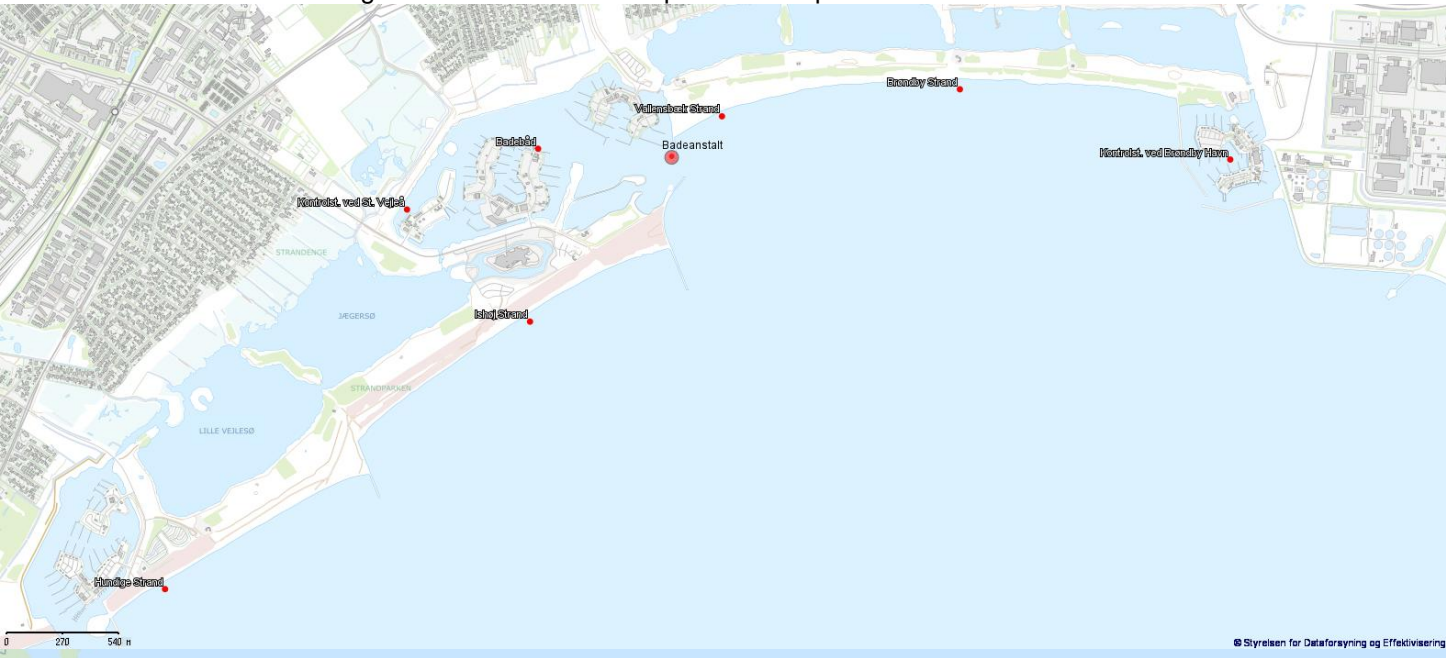 Brøndby Strand
Vallensbæk Strand
Badebåd
Badeanstalt
Kontrolst. ved Brøndby Havn
Kontrolst. ved St. Vejleå
STRANDENGE
JÆGERSØ
Ishøj Strand
STRANDPARKEN
LILLE VEJLESØ
Hundige Strand
0 270 540 M
© Styrelsen for Dataforsyning og Effektivisering